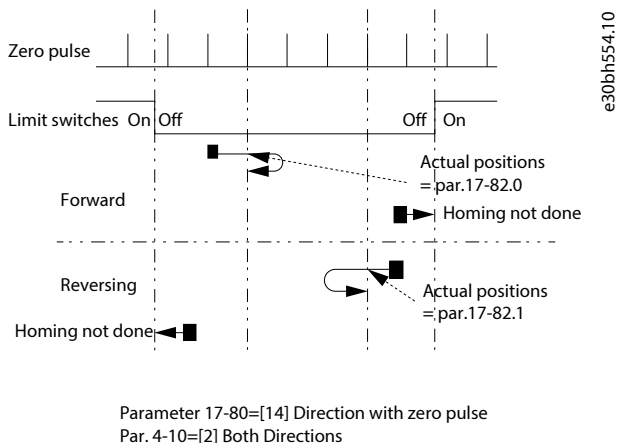 e30bh554.10
Zero pulse
Limit switches On Off Off On
Actual positions
= par.17-82.0
Forward
Homing not done
Reversing
Actual positions
= par.17-82.1
Homing not done
Parameter 17-80=[14] Direction with zero pulse
Par. 4-10=[2] Both Directions